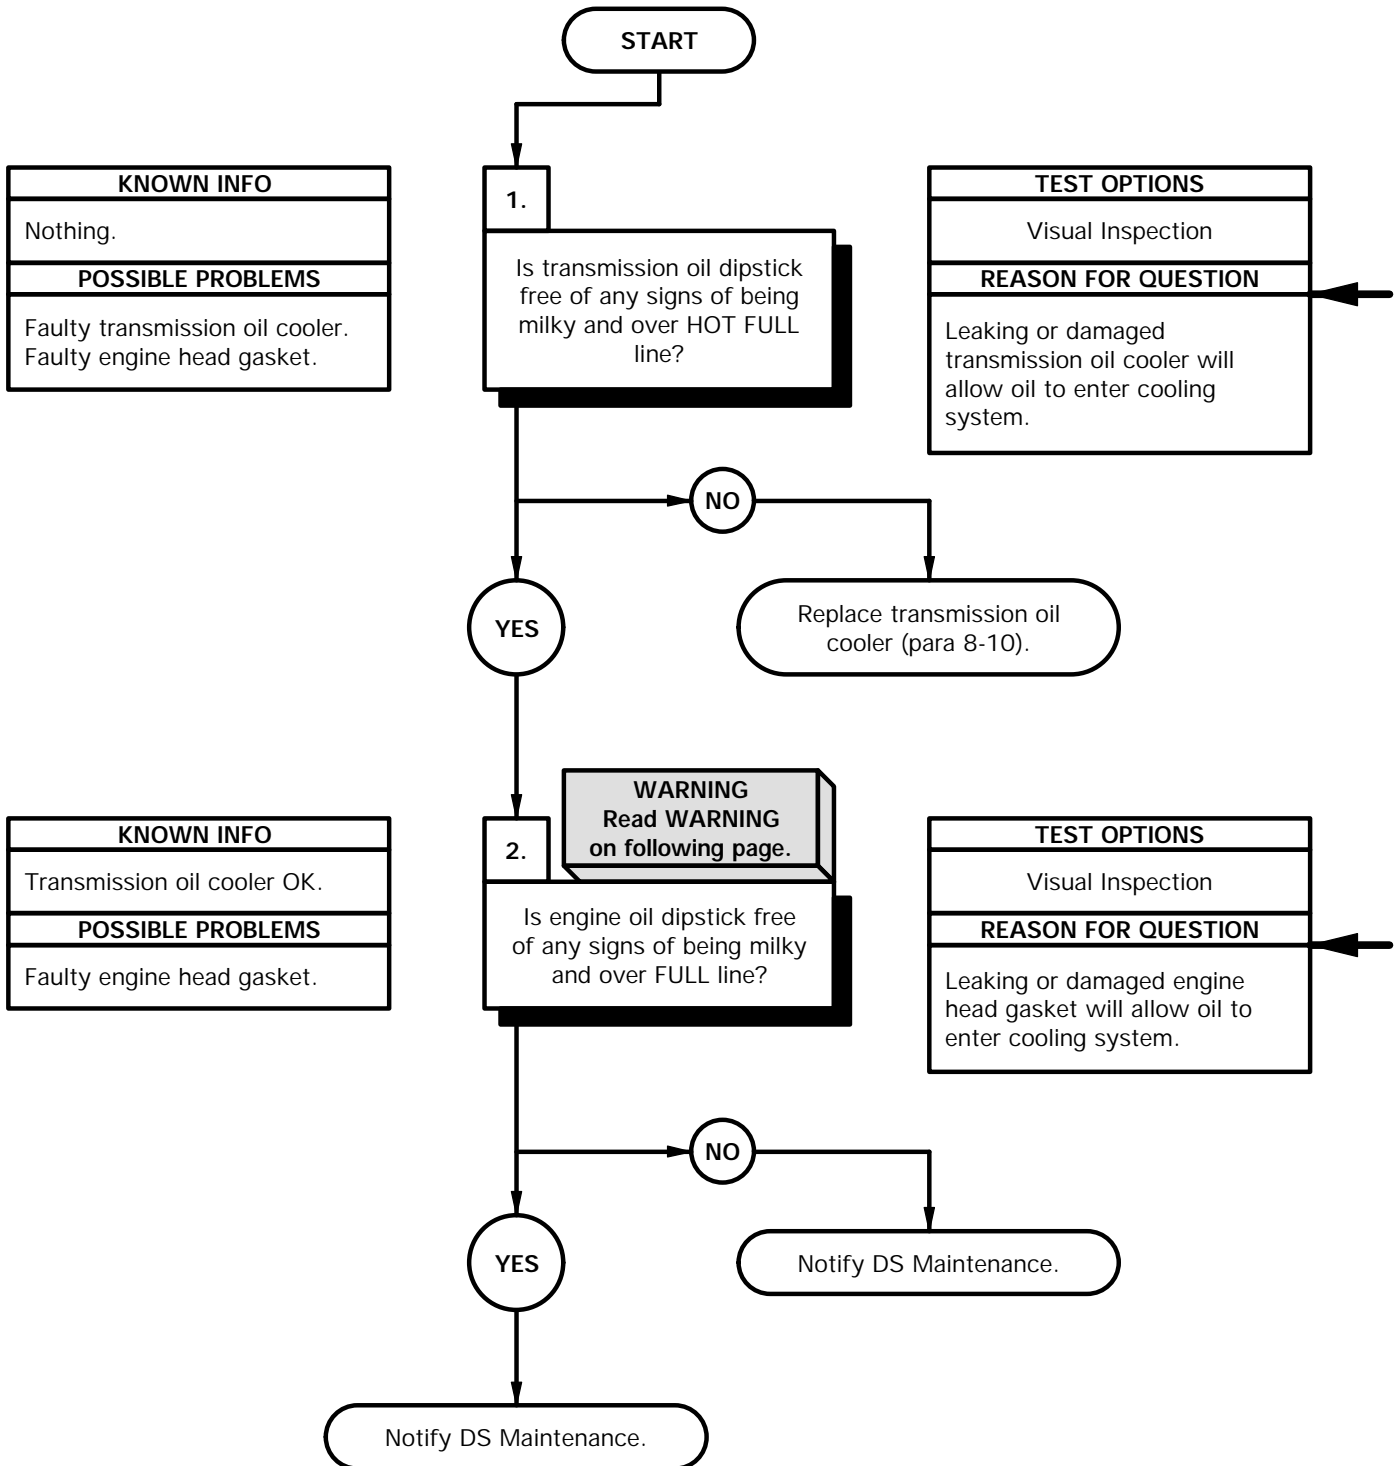 START
KNOWN INFO
Nothing.
POSSIBLE PROBLEMS
Faulty transmission oil cooler.
Faulty engine head gasket.
1.
Is transmission oil dipstick
free of any signs of being
milky and over HOT FULL
line?
TEST OPTIONS
Visual Inspection
REASON FOR QUESTION
Leaking or damaged
transmission oil cooler will
allow oil to enter cooling
system.
NO
YES
Replace transmission oil
cooler (para 8-10).
KNOWN INFO
Transmission oil cooler OK.
POSSIBLE PROBLEMS
Faulty engine head gasket.
WARNING
Read WARNING
on following page.
2.
Is engine oil dipstick free
of any signs of being milky
and over FULL line?
TEST OPTIONS
Visual Inspection
REASON FOR QUESTION
Leaking or damaged engine
head gasket will allow oil to
enter cooling system.
NO
YES
Notify DS Maintenance.
Notify DS Maintenance.